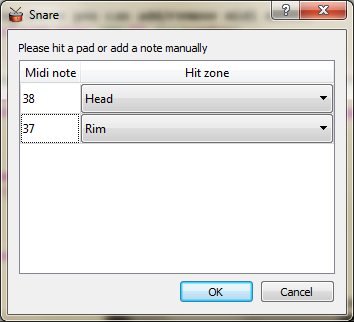 Snare
Please hit a pad or add a note manually
Midi note Hit zone
38 Head
37 Rim
OK Cancel